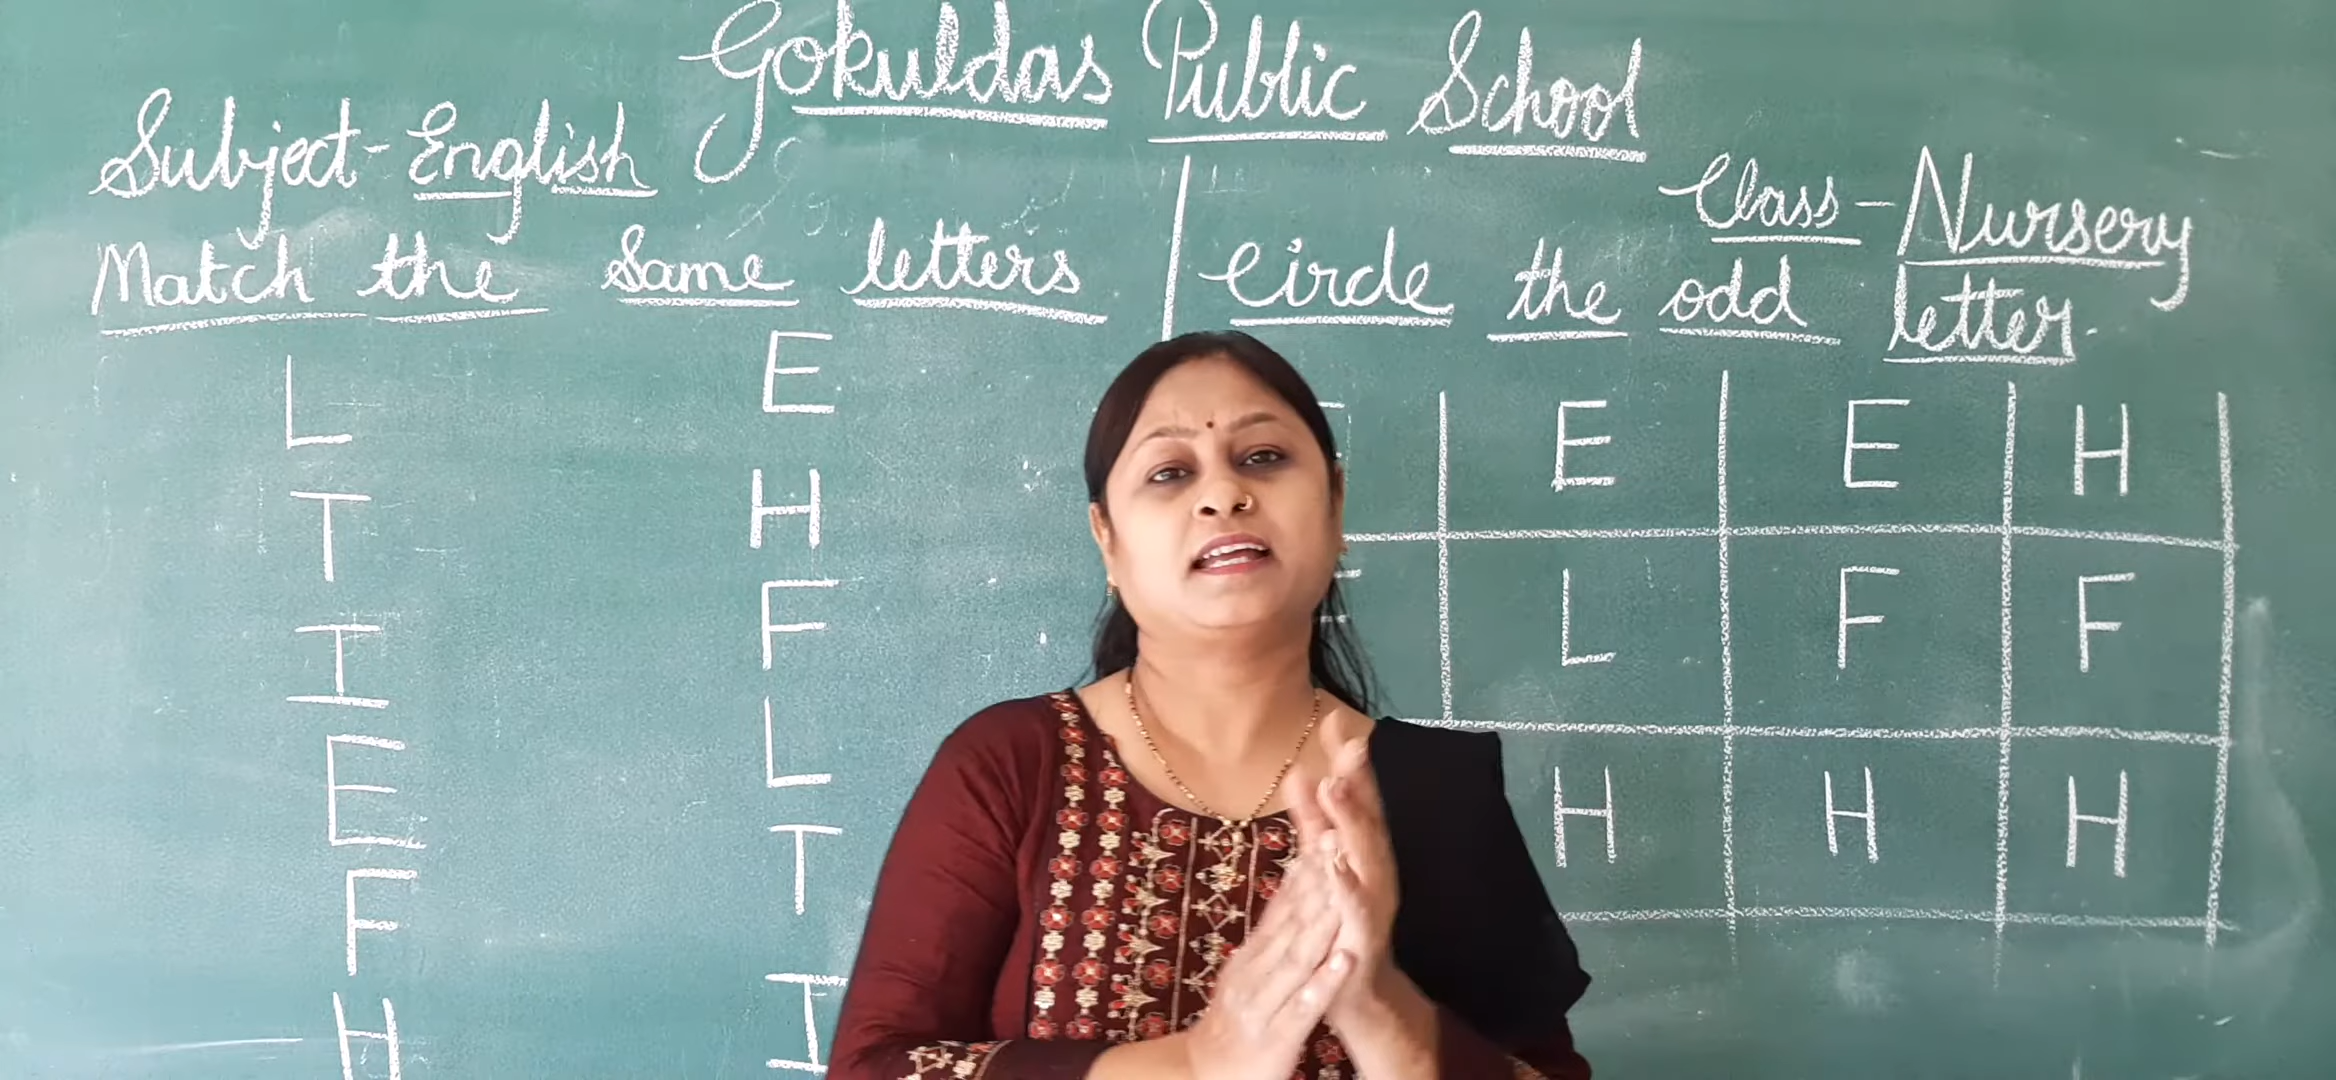 Gokuldas Public School
Subject-English
Class-Nursery
Match the Same letters
Circle the odd letter.
L E
T H
I F
E L
F T
H I
E E H
L F F
H H H